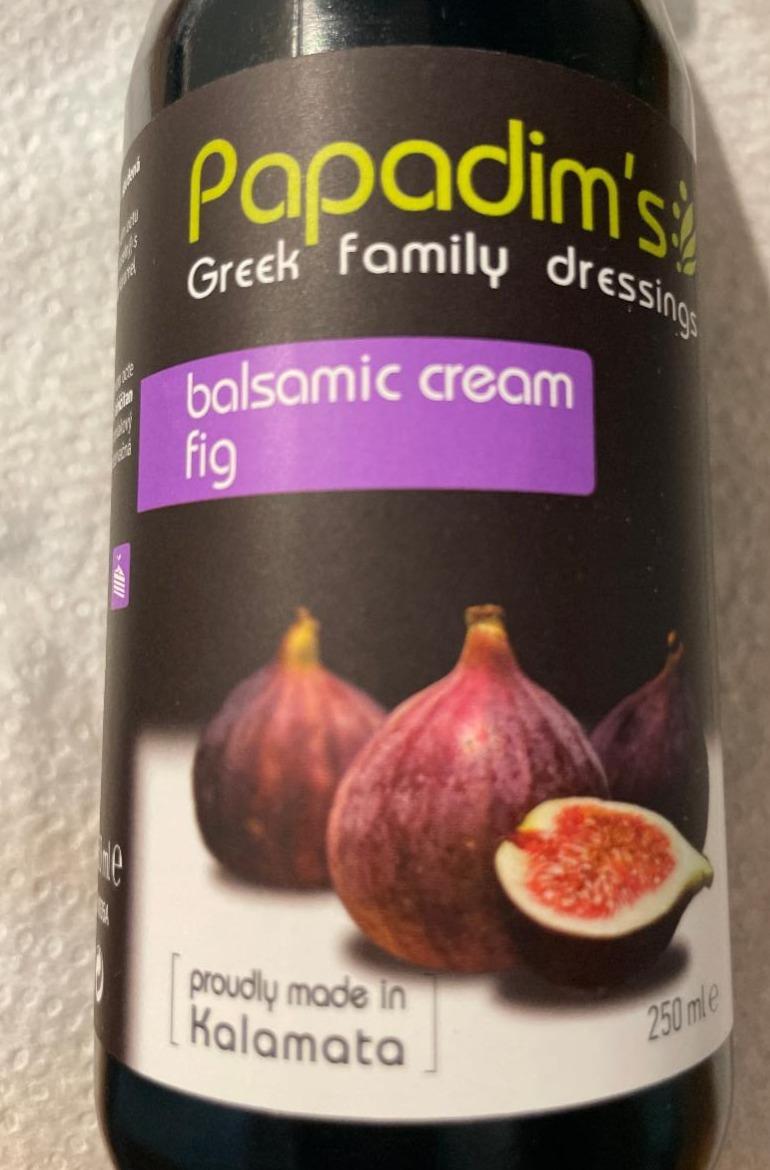 Papadim's
Greek family dressings
balsamic cream
fig
proudly made in
Kalamata
250 ml e